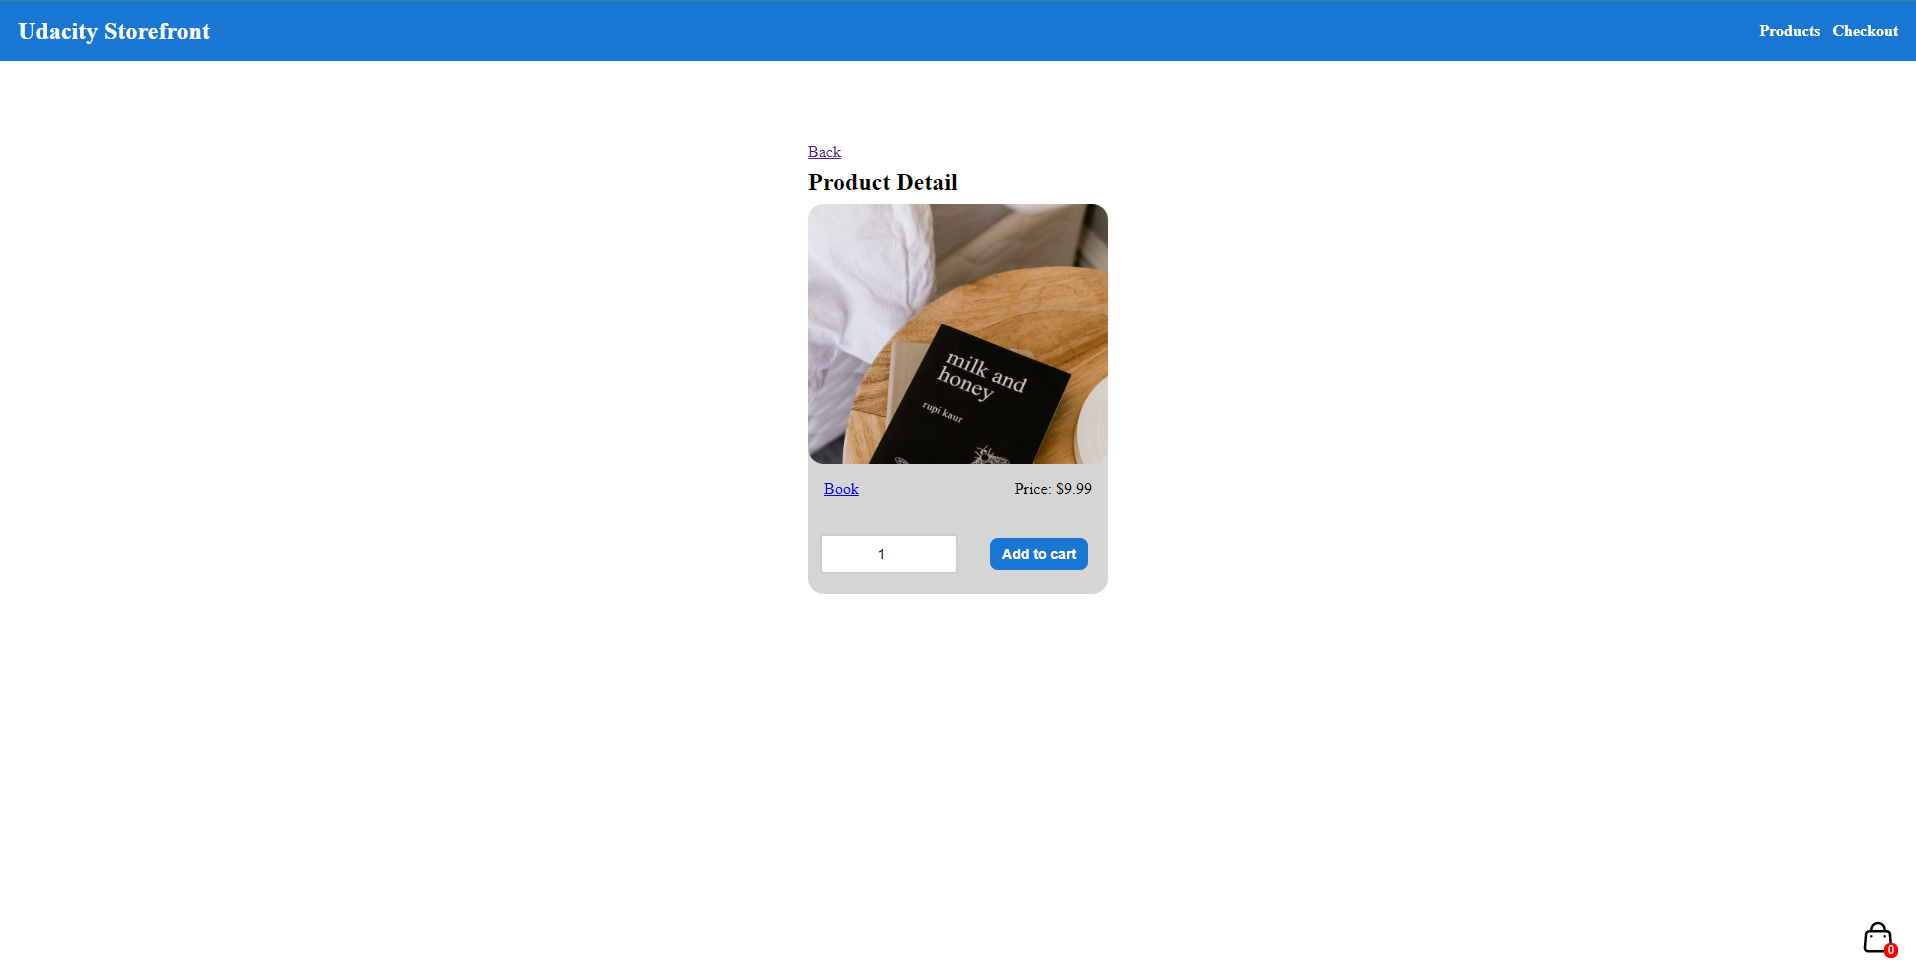 Udacity Storefront
Products Checkout
Back
Product Detail
milk and
honey
rupi kaur
Book
Price: $9.99
1
Add to cart
0